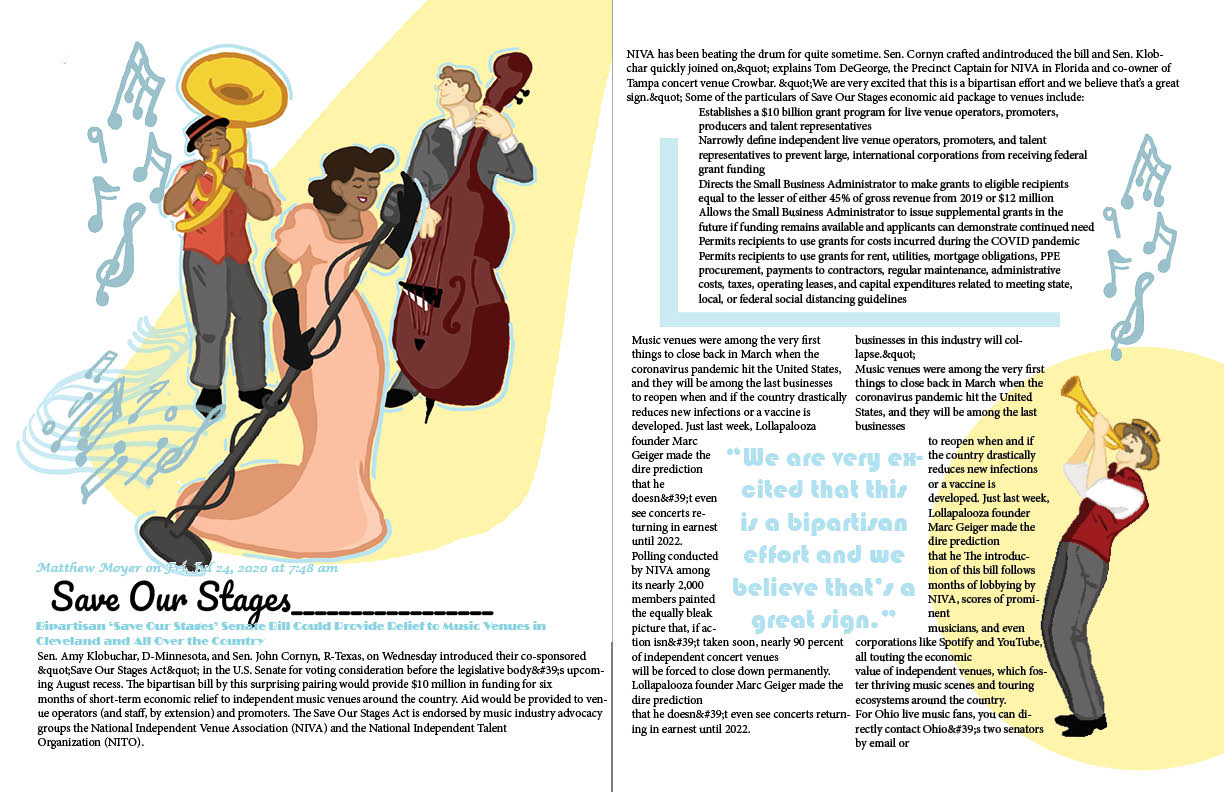 Matthew Moyer on Fri, Jul 24, 2020 at 7:48 am
Save Our Stages_________________
Bipartisan ‘Save Our Stages’ Senate Bill Could Provide Relief to Music Venues in
Cleveland and All Over the Country
Sen. Amy Klobuchar, D-Minnesota, and Sen. John Cornyn, R-Texas, on Wednesday introduced their co-sponsored
&quot;Save Our Stages Act&quot; in the U.S. Senate for voting consideration before the legislative body&#39;s upcom-
ing August recess. The bipartisan bill by this surprising pairing would provide $10 million in funding for six
months of short-term economic relief to independent music venues around the country. Aid would be provided to ven-
ue operators (and staff, by extension) and promoters. The Save Our Stages Act is endorsed by music industry advocacy
groups the National Independent Venue Association (NIVA) and the National Independent Talent
Organization (NITO).
NIVA has been beating the drum for quite sometime. Sen. Cornyn crafted andintroduced the bill and Sen. Klob-
char quickly joined on,&quot; explains Tom DeGeorge, the Precinct Captain for NIVA in Florida and co-owner of
Tampa concert venue Crowbar. &quot;We are very excited that this is a bipartisan effort and we believe that’s a great
sign.&quot; Some of the particulars of Save Our Stages economic aid package to venues include:
Establishes a $10 billion grant program for live venue operators, promoters,
producers and talent representatives
Narrowly define independent live venue operators, promoters, and talent
representatives to prevent large, international corporations from receiving federal
grant funding
Directs the Small Business Administrator to make grants to eligible recipients
equal to the lesser of either 45% of gross revenue from 2019 or $12 million
Allows the Small Business Administrator to issue supplemental grants in the
future if funding remains available and applicants can demonstrate continued need
Permits recipients to use grants for costs incurred during the COVID pandemic
Permits recipients to use grants for rent, utilities, mortgage obligations, PPE
procurement, payments to contractors, regular maintenance, administrative
costs, taxes, operating leases, and capital expenditures related to meeting state,
local, or federal social distancing guidelines
Music venues were among the very first
things to close back in March when the
coronavirus pandemic hit the United States,
and they will be among the last businesses
to reopen when and if the country drastically
reduces new infections or a vaccine is
developed. Just last week, Lollapalooza
founder Marc
Geiger made the
dire prediction
that he
doesn&#39;t even
see concerts re-
turning in earnest
until 2022.
Polling conducted
by NIVA among
its nearly 2,000
members painted
the equally bleak
picture that, if ac-
tion isn&#39;t taken soon, nearly 90 percent
of independent concert venues
will be forced to close down permanently.
Lollapalooza founder Marc Geiger made the
dire prediction
that he doesn&#39;t even see concerts return-
ing in earnest until 2022.
“We are very ex-
cited that this
is a bipartisan
effort and we
believe that’s a
great sign.”
businesses in this industry will col-
lapse.&quot;
Music venues were among the very first
things to close back in March when the
coronavirus pandemic hit the United
States, and they will be among the last
businesses
to reopen when and if
the country drastically
reduces new infections
or a vaccine is
developed. Just last week,
Lollapalooza founder
Marc Geiger made the
dire prediction
that he The introduc-
tion of this bill follows
months of lobbying by
NIVA, scores of promi-
nent
musicians, and even
corporations like Spotify and YouTube,
all touting the economic
value of independent venues, which fos-
ter thriving music scenes and touring
ecosystems around the country.
For Ohio live music fans, you can di-
rectly contact Ohio&#39;s two senators
by email or